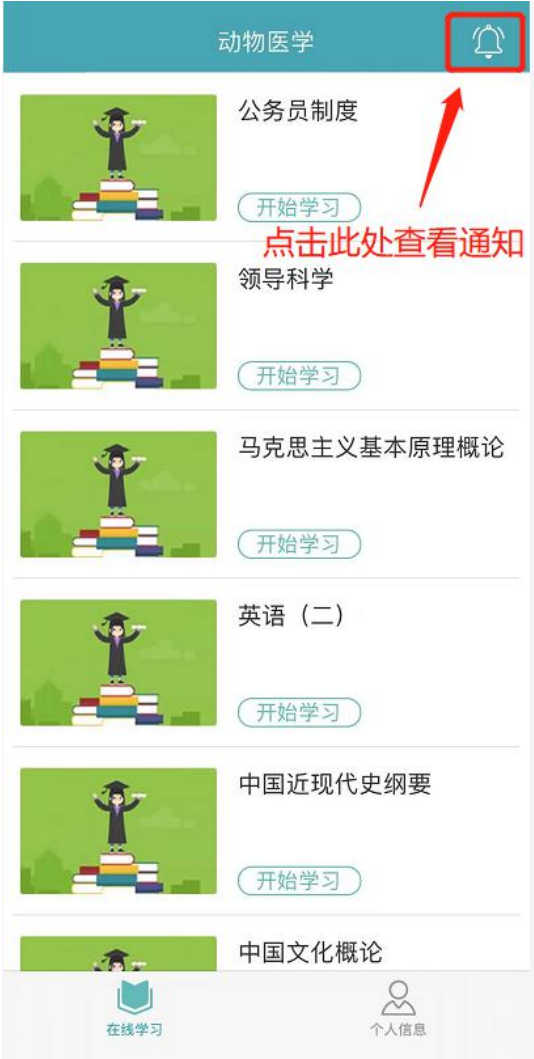 动物医学
公务员制度
开始学习
点击此处查看通知
领导科学
开始学习
马克思主义基本原理概论
开始学习
英语（二）
开始学习
中国近现代史纲要
开始学习
中国文化概论
在线学习
个人信息